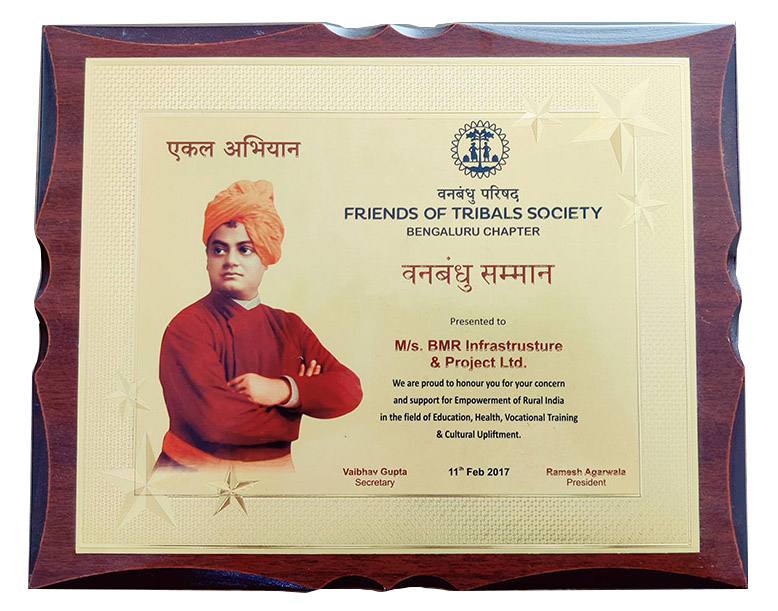 एकल अभियान
वनबंधु परिषद
FRIENDS OF TRIBALS SOCIETY
BENGALURU CHAPTER
वनबंधु सम्मान
Presented to
M/s. BMR Infrastrusture
& Project Ltd.
We are proud to honour you for your concern
and support for Empowerment of Rural India
in the field of Education, Health, Vocational Training
& Cultural Upliftment.
Vaibhav Gupta 11th Feb 2017 Ramesh Agarwala
Secretary President